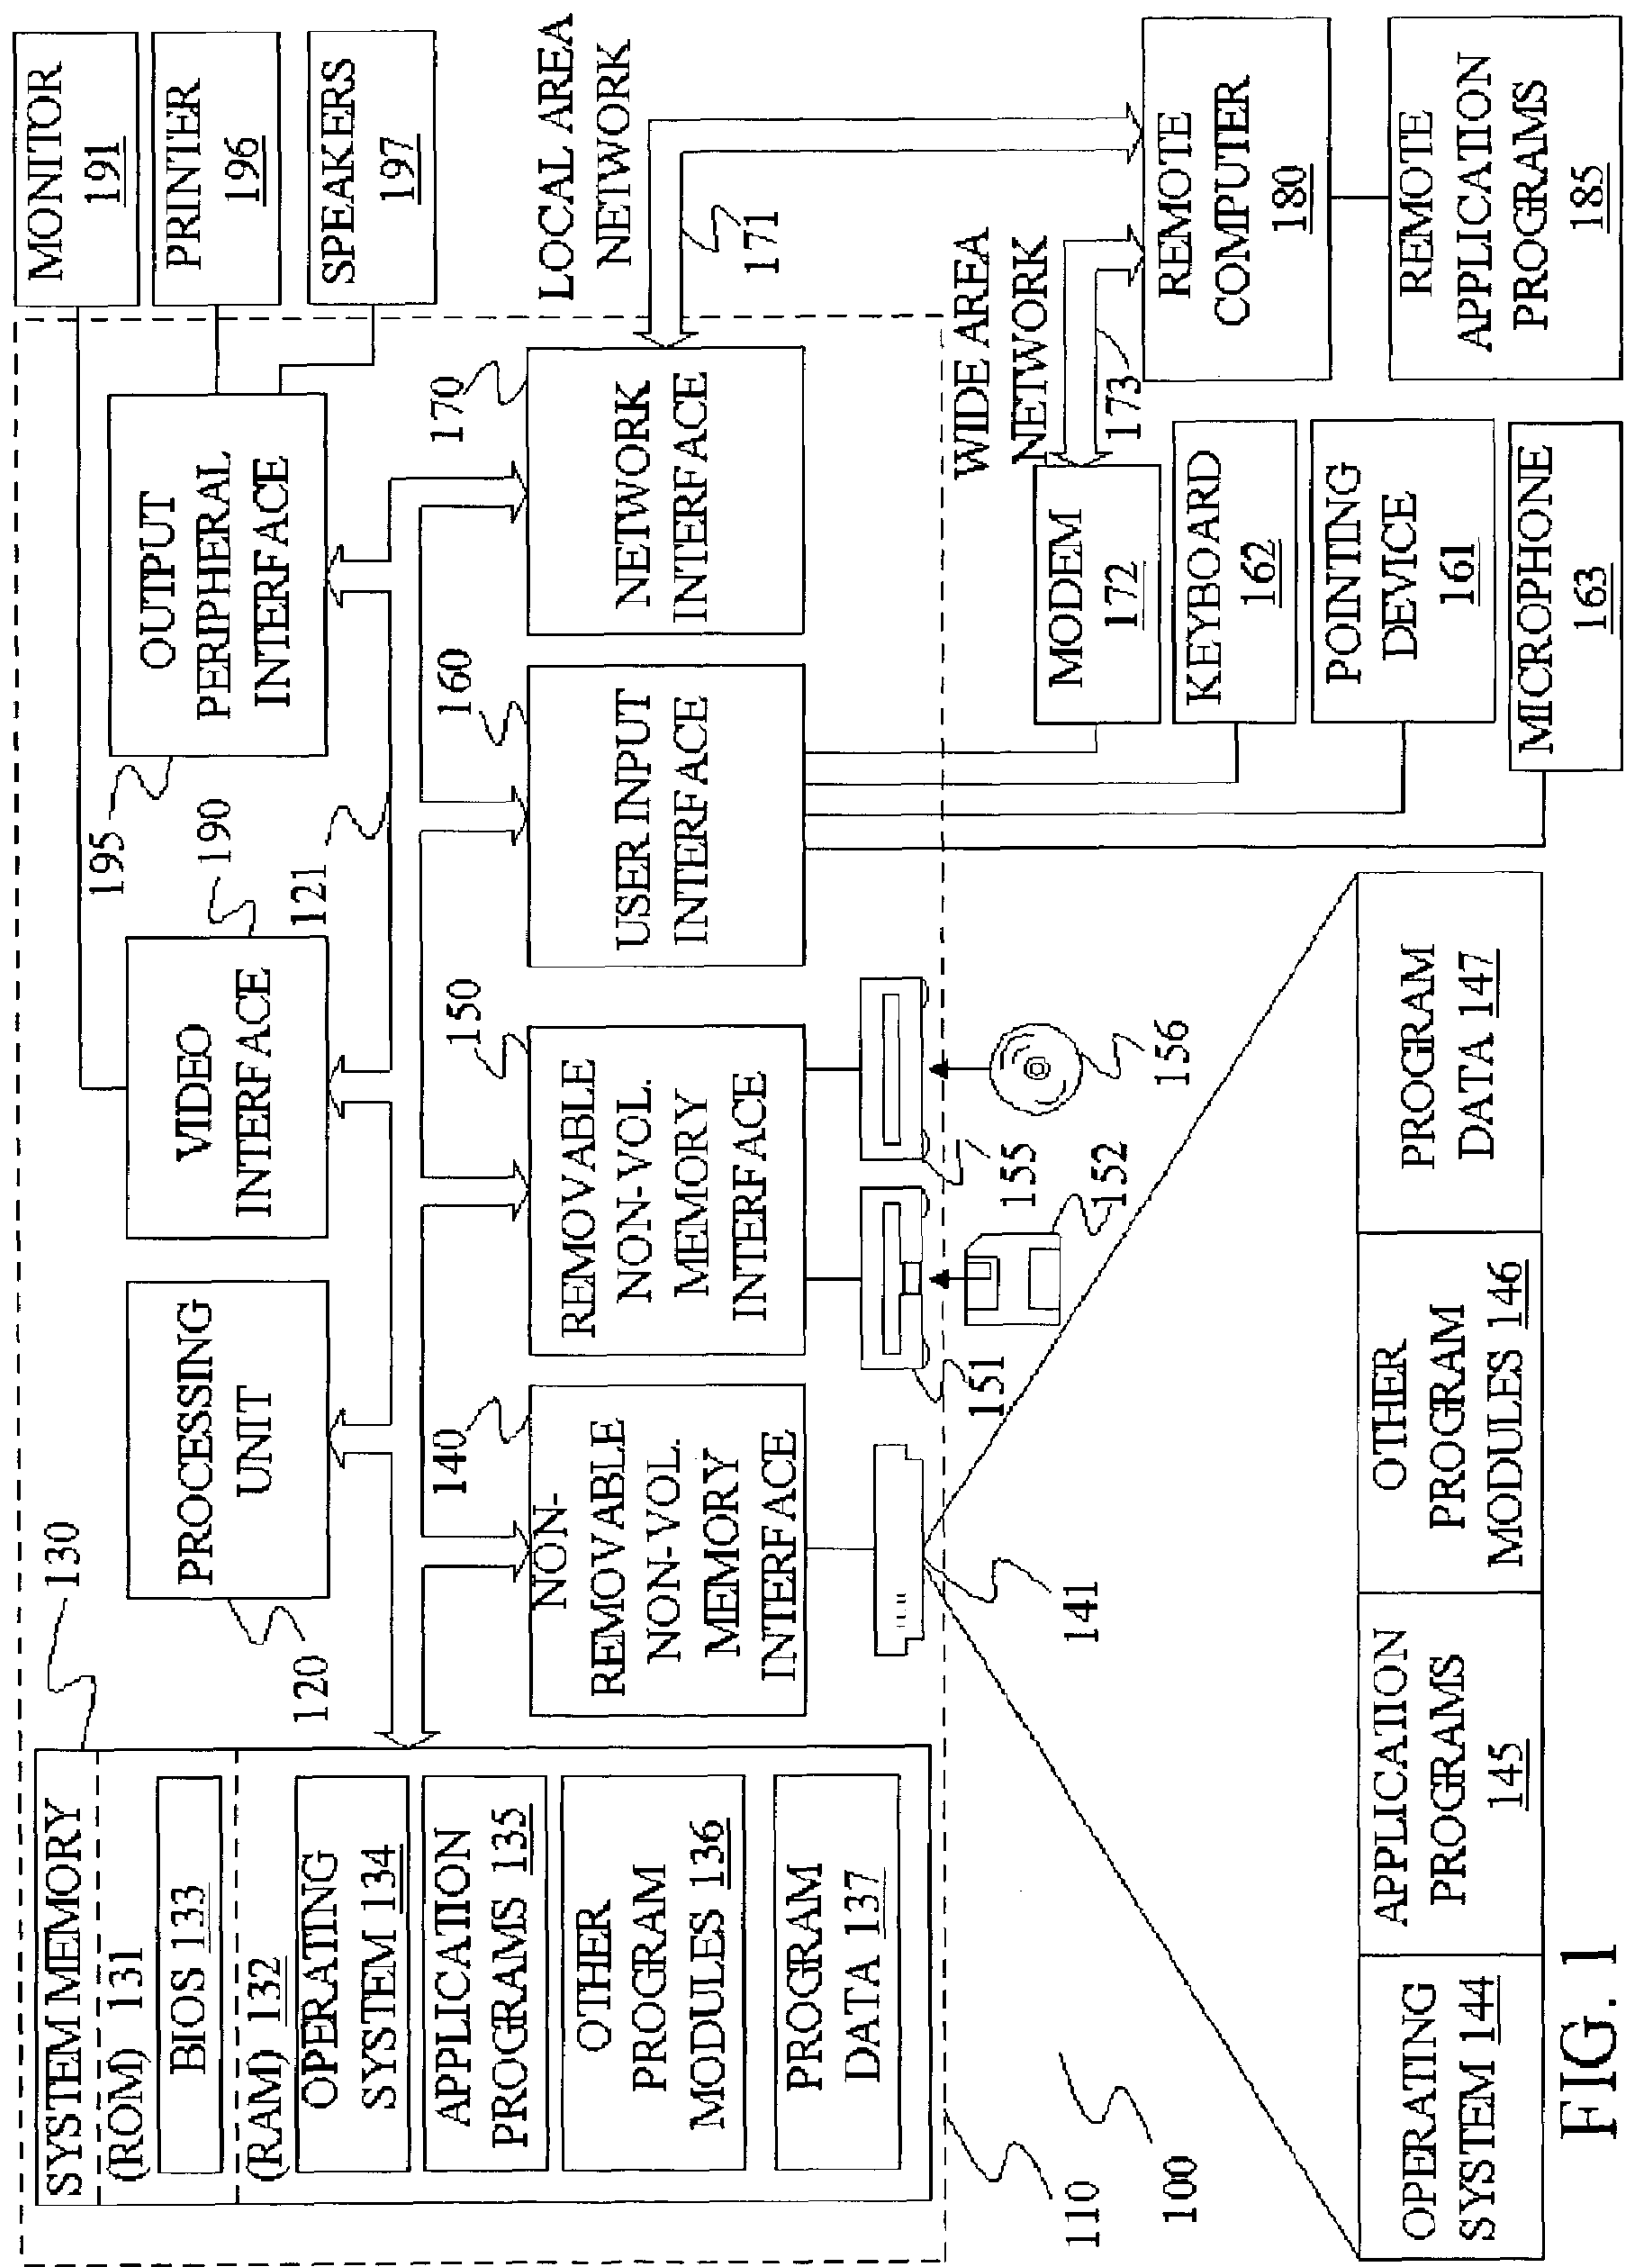 SYSTEM MEMORY
(ROM) 131
BIOS 133
(RAM) 132
OPERATING
SYSTEM 134
APPLICATION
PROGRAMS 135
OTHER
PROGRAM
MODULES 136
PROGRAM
DATA 137
130
PROCESSING
UNIT
120
VIDEO
INTERFACE
190
121
OUTPUT
PERIPHERAL
INTERFACE
195
MONITOR
191
PRINTER
196
SPEAKERS
197
NON-
REMOVABLE
NON-VOL.
MEMORY
INTERFACE
140
REMOVABLE
NON-VOL.
MEMORY
INTERFACE
150
USER INPUT
INTERFACE
160
NETWORK
INTERFACE
170
LOCAL AREA
NETWORK
171
141
151
152
155
156
WIDE AREA
NETWORK
173
MODEM
172
KEYBOARD
162
POINTING
DEVICE
161
MICROPHONE
163
REMOTE
COMPUTER
180
REMOTE
APPLICATION
PROGRAMS
185
110
100
OPERATING
SYSTEM 144
APPLICATION
PROGRAMS
145
OTHER
PROGRAM
MODULES 146
PROGRAM
DATA 147
FIG. 1